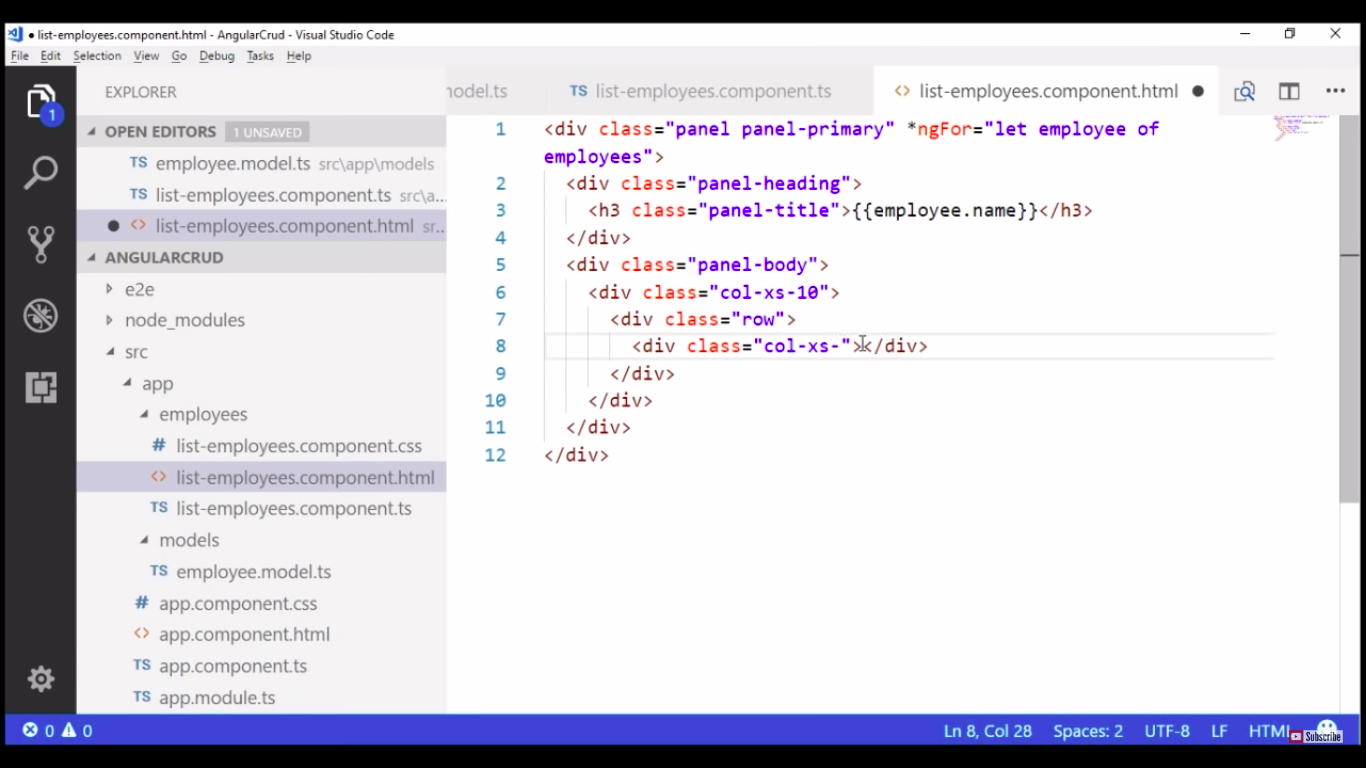 ● list-employees.component.html - AngularCrud - Visual Studio Code
File Edit Selection View Go Debug Tasks Help
EXPLORER
OPEN EDITORS 1 UNSAVED
TS employee.model.ts src\app\models
TS list-employees.component.ts src\a...
● <> list-employees.component.html sr...
ANGULARCRUD
e2e
node_modules
src
app
employees
# list-employees.component.css
<> list-employees.component.html
TS list-employees.component.ts
models
TS employee.model.ts
# app.component.css
<> app.component.html
TS app.component.ts
TS app.module.ts
1
nodel.ts TS list-employees.component.ts <> list-employees.component.html ● ...
1 <div class="panel panel-primary" *ngFor="let employee of
employees">
2 <div class="panel-heading">
3 <h3 class="panel-title">{{employee.name}}</h3>
4 </div>
5 <div class="panel-body">
6 <div class="col-xs-10">
7 <div class="row">
8 <div class="col-xs-"></div>
9 </div>
10 </div>
11 </div>
12 </div>
0 0 Ln 8, Col 28 Spaces: 2 UTF-8 LF HTML
Subscribe